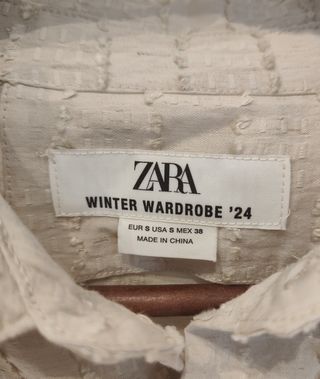 ZARA
WINTER WARDROBE '24
EUR S USA S MEX 38
MADE IN CHINA